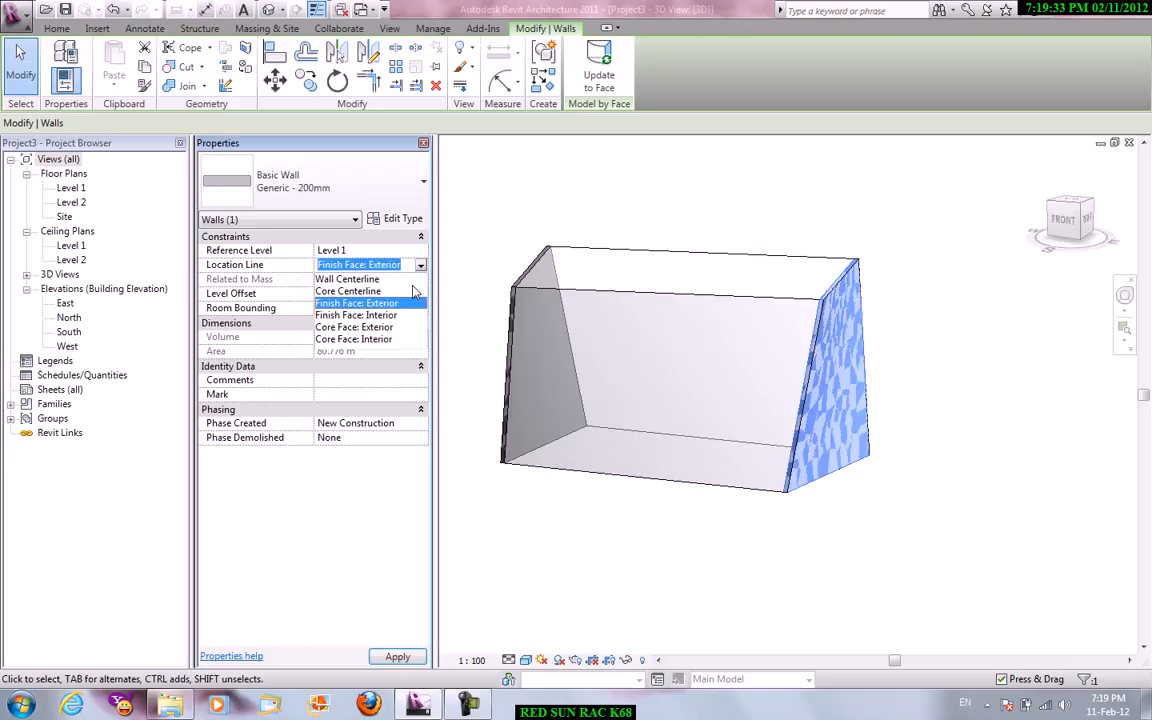 Autodesk Revit Architecture 2011 - [Project3 - 3D View: {3D}]
Type a keyword or phrase
7:19:33 PM 02/11/2012
Home Insert Annotate Structure Massing & Site Collaborate View Manage Add-Ins Modify | Walls
Modify
Paste
Cope
Cut
Join
Update to Face
Select Properties Clipboard Geometry Modify View Measure Create Model by Face
Modify | Walls
Project3 - Project Browser
Views (all)
Floor Plans
Level 1
Level 2
Site
Ceiling Plans
Level 1
Level 2
3D Views
Elevations (Building Elevation)
East
North
South
West
Legends
Schedules/Quantities
Sheets (all)
Families
Groups
Revit Links
Properties
Basic Wall
Generic - 200mm
Walls (1)
Edit Type
Constraints
Reference Level Level 1
Location Line Finish Face: Exterior
Related to Mass
Level Offset
Room Bounding
Wall Centerline
Core Centerline
Finish Face: Exterior
Finish Face: Interior
Core Face: Exterior
Core Face: Interior
Dimensions
Volume
Area 80.776 m
Identity Data
Comments
Mark
Phasing
Phase Created New Construction
Phase Demolished None
Properties help
Apply
FRONT
1 : 100
Click to select, TAB for alternates, CTRL adds, SHIFT unselects.
Main Model
Press & Drag
:1
EN
7:19 PM
11-Feb-12
RED SUN RAC K68